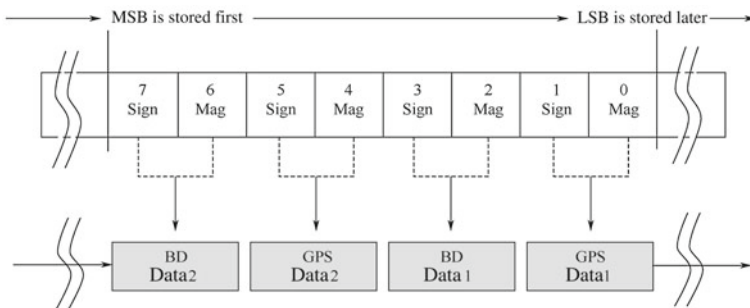 MSB is stored first LSB is stored later
7 6 5 4 3 2 1 0
Sign Mag Sign Mag Sign Mag Sign Mag
BD GPS BD GPS
Data2 Data2 Data1 Data1